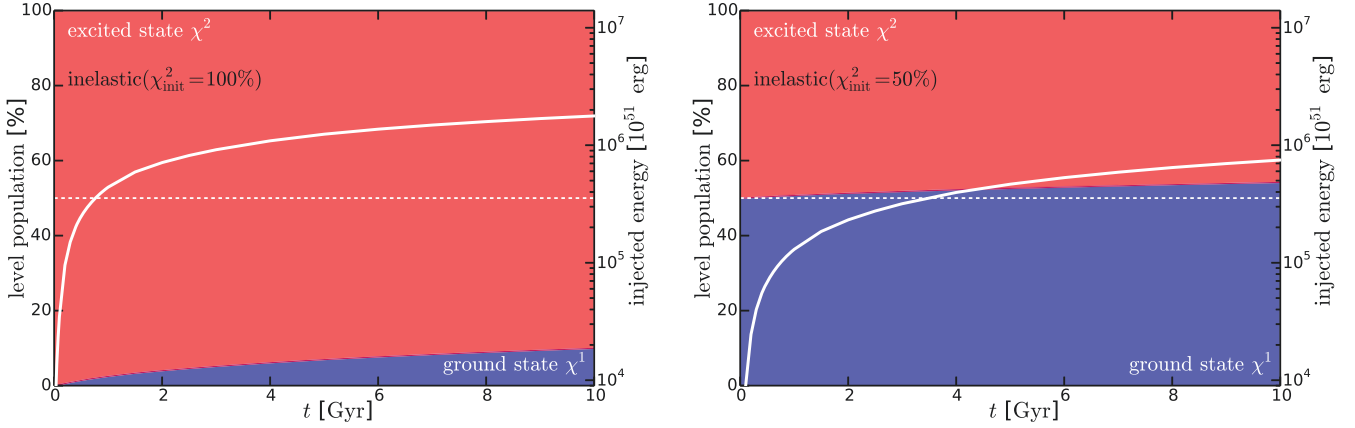 level population [%]
100
80
60
40
20
0
excited state χ²
inelastic(χ²init=100%)
ground state χ¹
0
2
4
6
8
10
t [Gyr]
10⁷
10⁶
10⁵
10⁴
injected energy [10⁵¹ erg]
level population [%]
100
80
60
40
20
0
excited state χ²
inelastic(χ²init=50%)
ground state χ¹
0
2
4
6
8
10
t [Gyr]
10⁷
10⁶
10⁵
10⁴
injected energy [10⁵¹ erg]